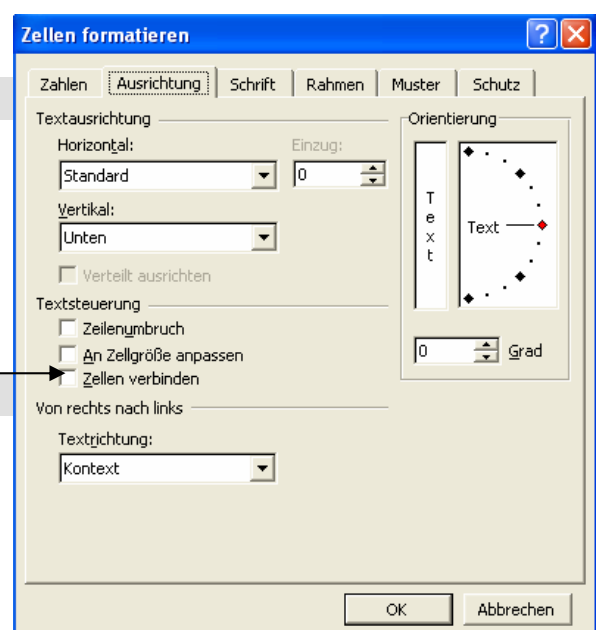 Zellen formatieren
Zahlen Ausrichtung Schrift Rahmen Muster Schutz
Textausrichtung
Horizontal:
Einzug:
Standard
0
Vertikal:
Unten
Verteilt ausrichten
Textsteuerung
Zeilenumbruch
An Zellgröße anpassen
Zellen verbinden
Von rechts nach links
Textrichtung:
Kontext
Orientierung
Text
Text
0 Grad
OK Abbrechen